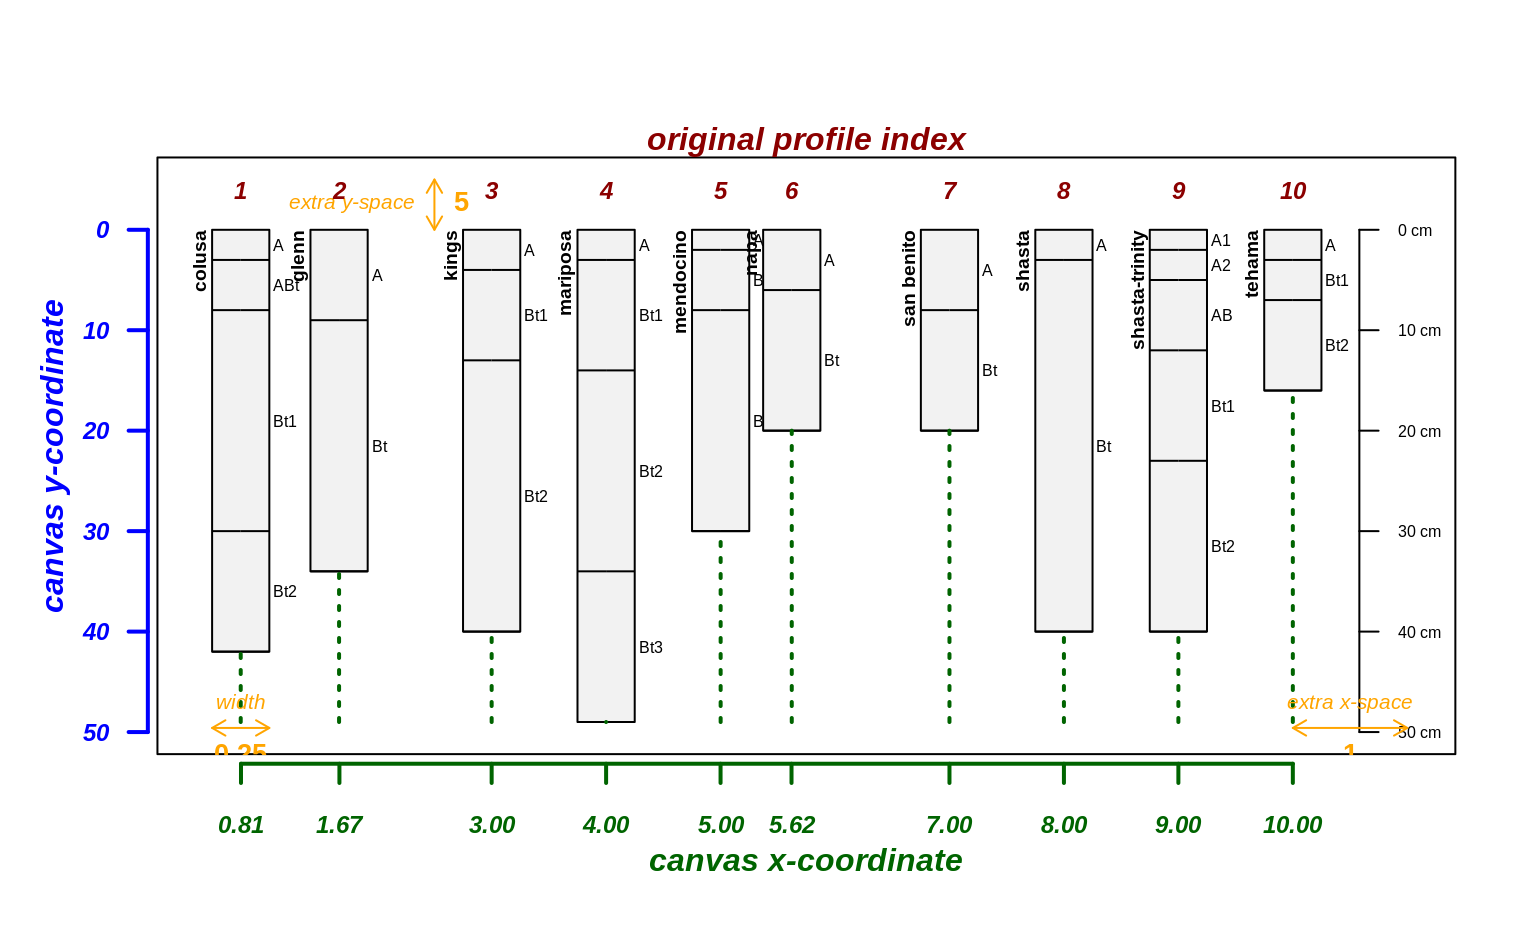 original profile index
1 2 3 4 5 6 7 8 9 10
extra y-space 5
canvas y-coordinate
0
10
20
30
40
50
colusa
A
ABt
Bt1
Bt2
glenn
A
Bt
kings
A
Bt1
Bt2
mariposa
A
Bt1
Bt2
Bt3
mendocino
napa
A
Bt
san benito
A
Bt
shasta
A
Bt
shasta-trinity
A1
A2
AB
Bt1
Bt2
tehama
A
Bt1
Bt2
0 cm
10 cm
20 cm
30 cm
40 cm
50 cm
width
0.25
extra x-space
1
0.81 1.67 3.00 4.00 5.00 5.62 7.00 8.00 9.00 10.00
canvas x-coordinate